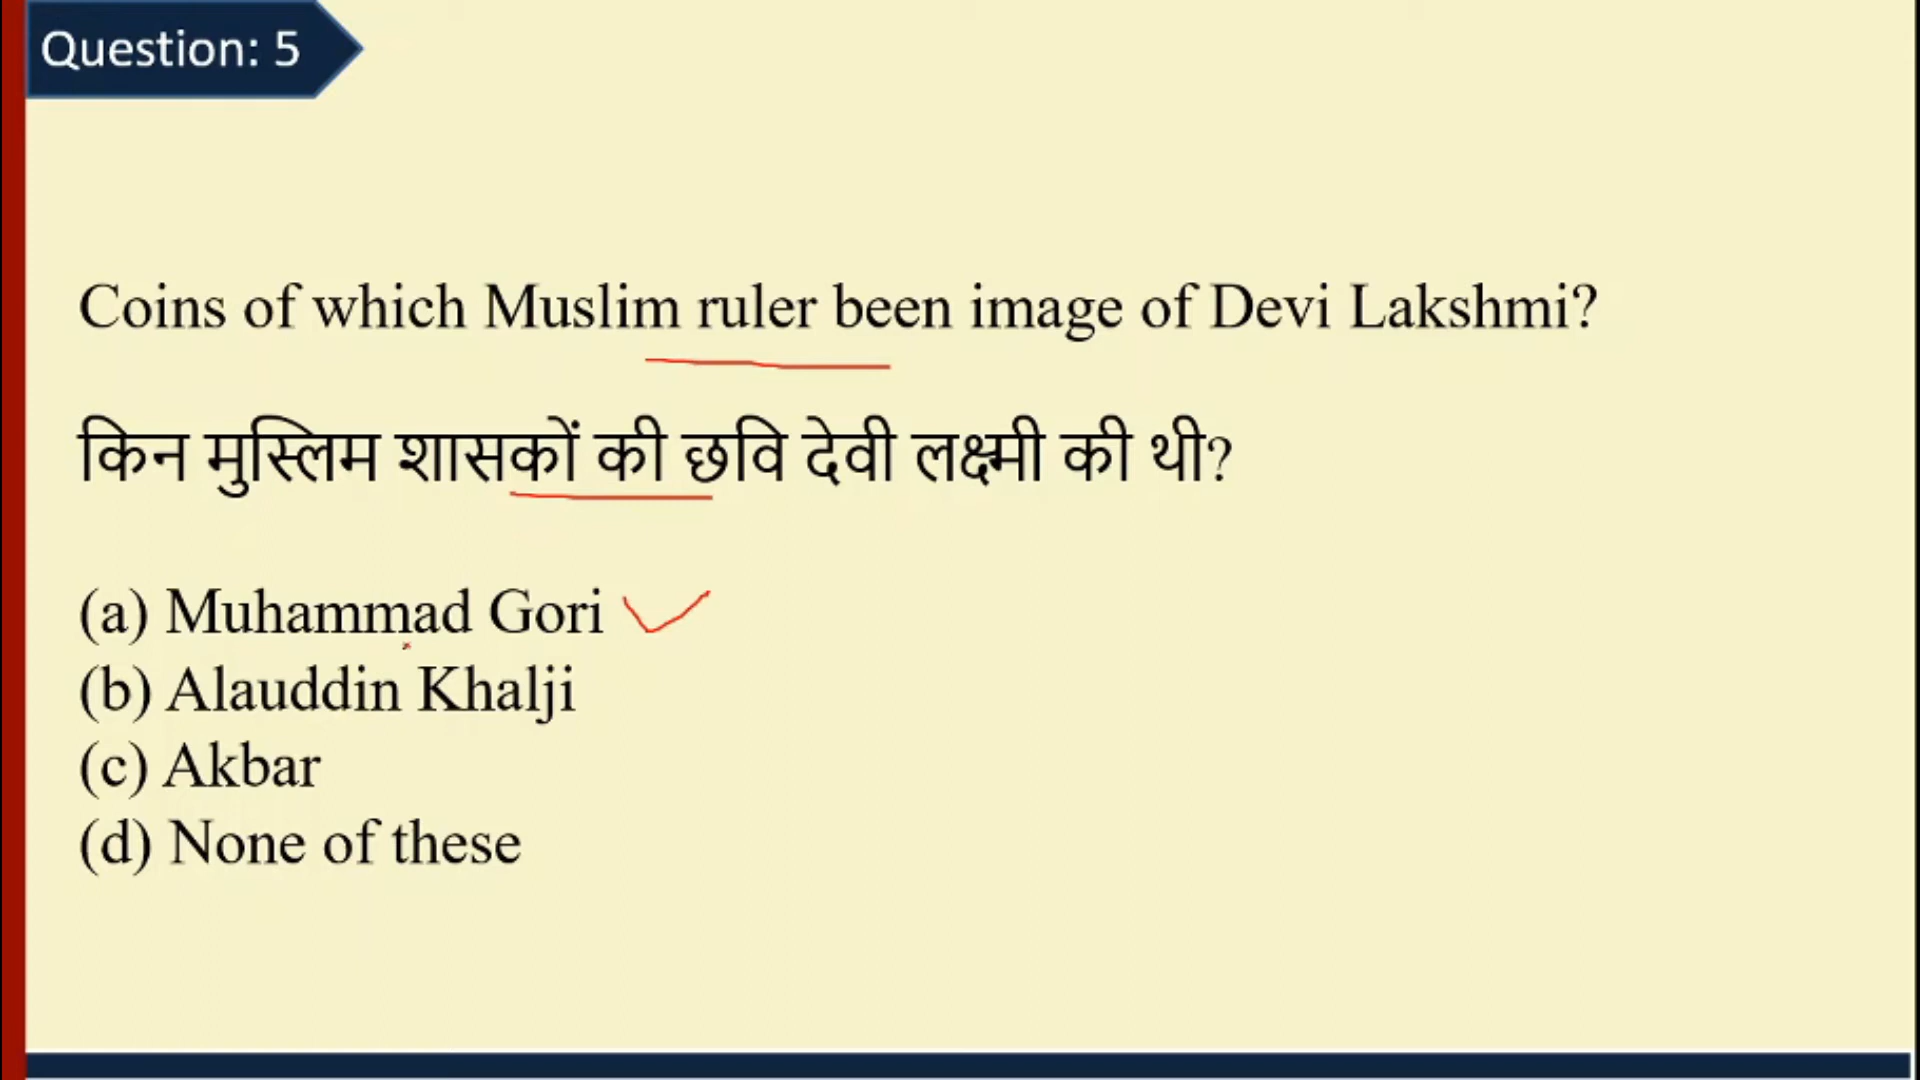 Question: 5
Coins of which Muslim ruler been image of Devi Lakshmi?
किन मुस्लिम शासकों की छवि देवी लक्ष्मी की थी?
(a) Muhammad Gori
(b) Alauddin Khalji
(c) Akbar
(d) None of these